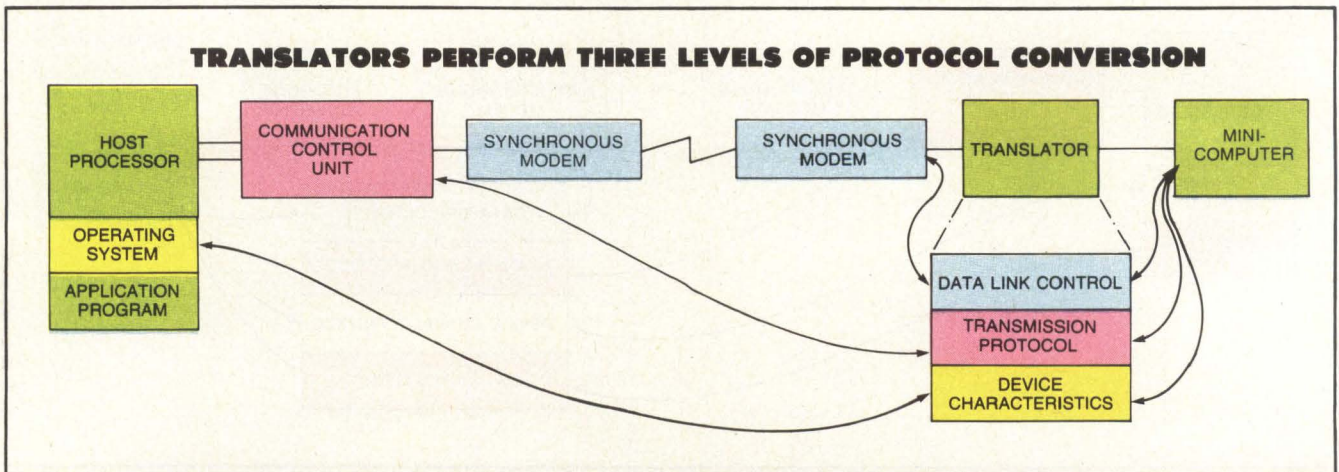 TRANSLATORS PERFORM THREE LEVELS OF PROTOCOL CONVERSION
HOST
PROCESSOR
OPERATING
SYSTEM
APPLICATION
PROGRAM
COMMUNICATION
CONTROL
UNIT
SYNCHRONOUS
MODEM
SYNCHRONOUS
MODEM
TRANSLATOR
MINI-
COMPUTER
DATA LINK CONTROL
TRANSMISSION
PROTOCOL
DEVICE
CHARACTERISTICS